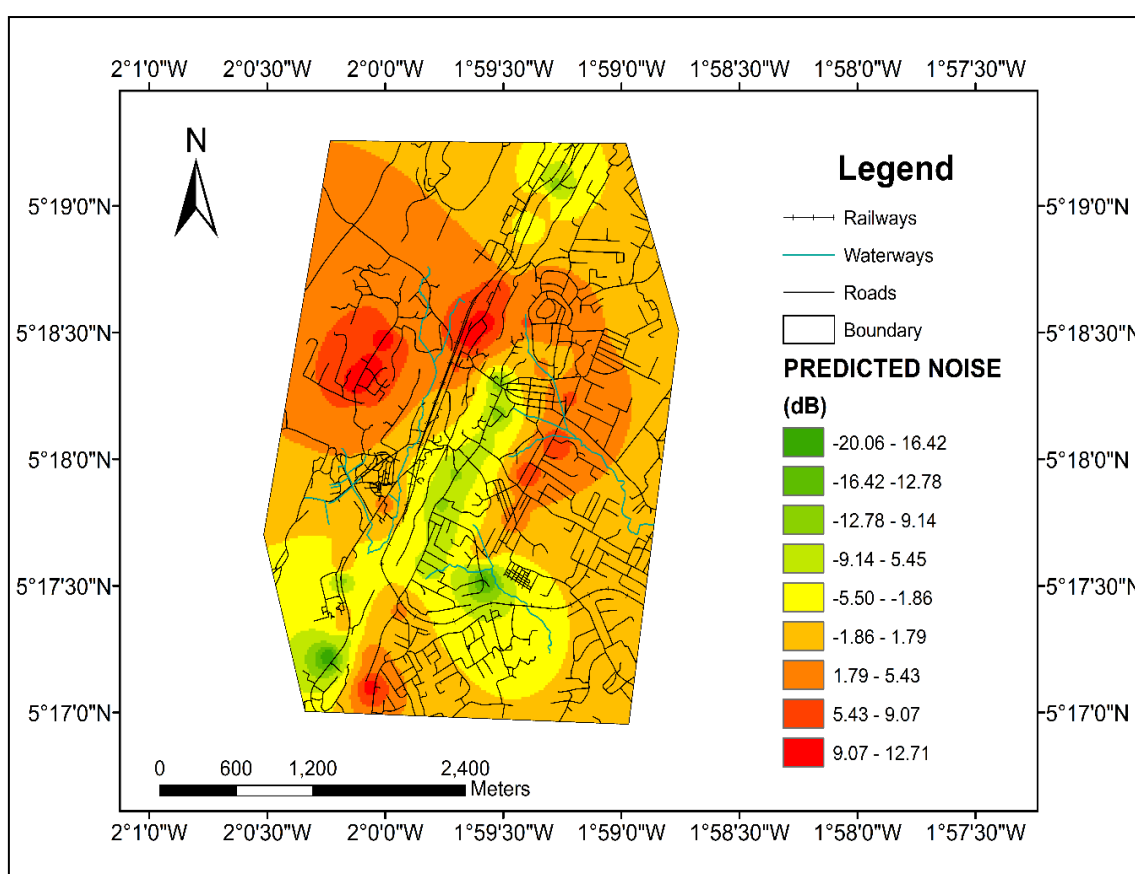 2°1'0"W 2°0'30"W 2°0'0"W 1°59'30"W 1°59'0"W 1°58'30"W 1°58'0"W 1°57'30"W
N
Legend
5°19'0"N 5°19'0"N
Railways
Waterways
Roads
5°18'30"N Boundary 5°18'30"N
PREDICTED NOISE
(dB)
-20.06 - 16.42
5°18'0"N 5°18'0"N
-16.42 -12.78
-12.78 - 9.14
-9.14 - 5.45
5°17'30"N 5°17'30"N
-5.50 - -1.86
-1.86 - 1.79
1.79 - 5.43
5°17'0"N 5°17'0"N
5.43 - 9.07
9.07 - 12.71
0 600 1,200 2,400
Meters
2°1'0"W 2°0'30"W 2°0'0"W 1°59'30"W 1°59'0"W 1°58'30"W 1°58'0"W 1°57'30"W